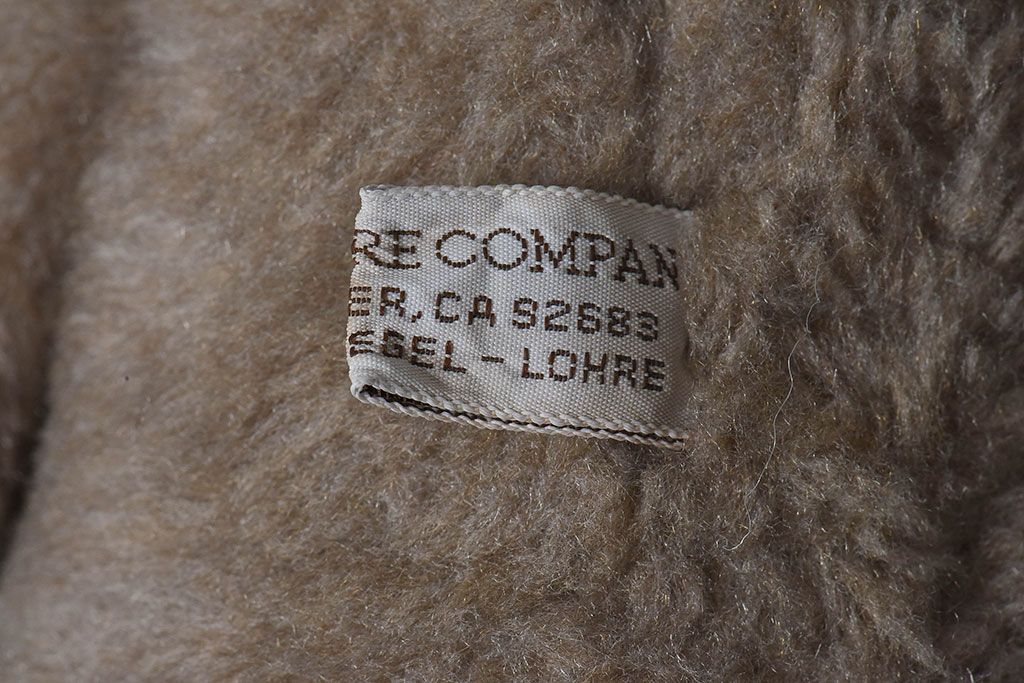 RE COMPAN
ER, CA 92683
EGEL - LOHRE